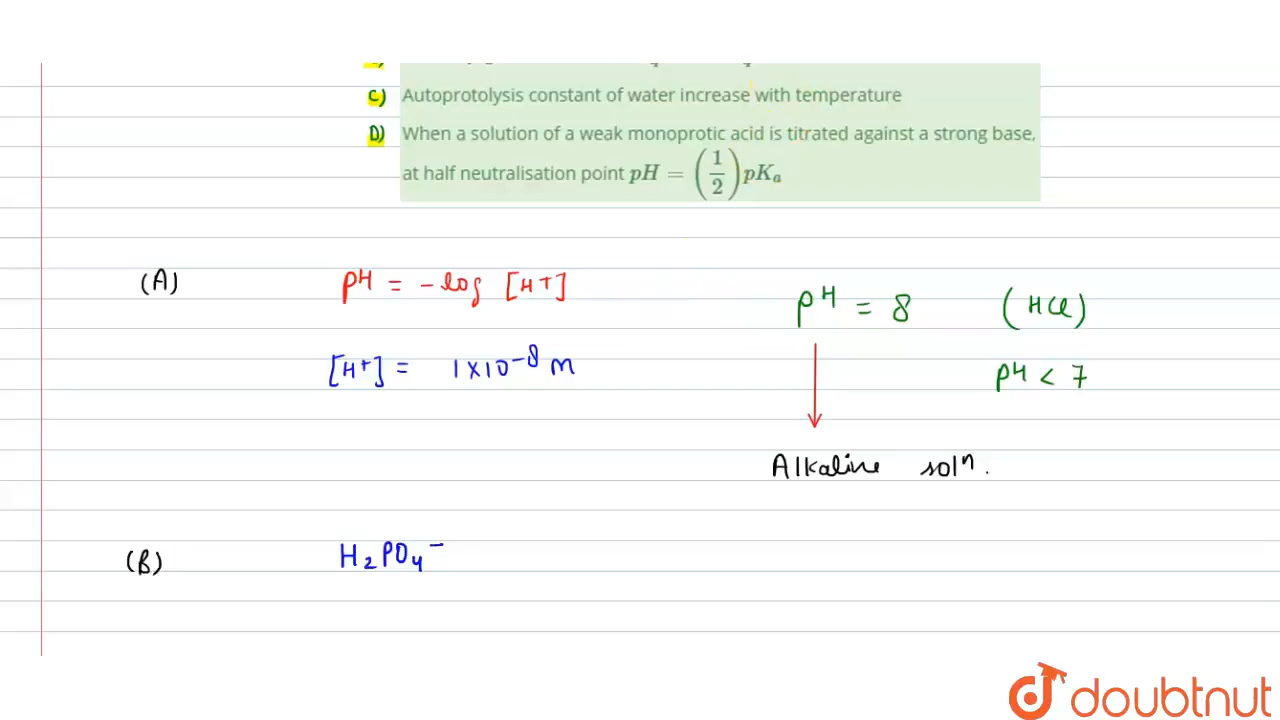 C) Autoprotolysis constant of water increase with temperature
D) When a solution of a weak monoprotic acid is titrated against a strong base,
at half neutralisation point pH = (1/2) pKₐ
(A) pH = -log [H+]
pH = 8 (HCl)
[H+] = 1×10⁻⁸ m
pH < 7
Alkaline solⁿ.
(B) H₂PO₄⁻
doubtnut